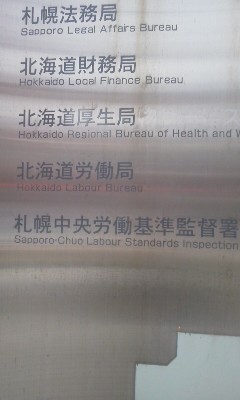 札幌法務局
Sapporo Legal Affairs Bureau
北海道財務局
Hokkaido Local Finance Bureau
北海道厚生局
Hokkaido Regional Bureau of Health and W
北海道労働局
Hokkaido Labour Bureau
札幌中央労働基準監督署
Sapporo-Chuo Labour Standards Inspection